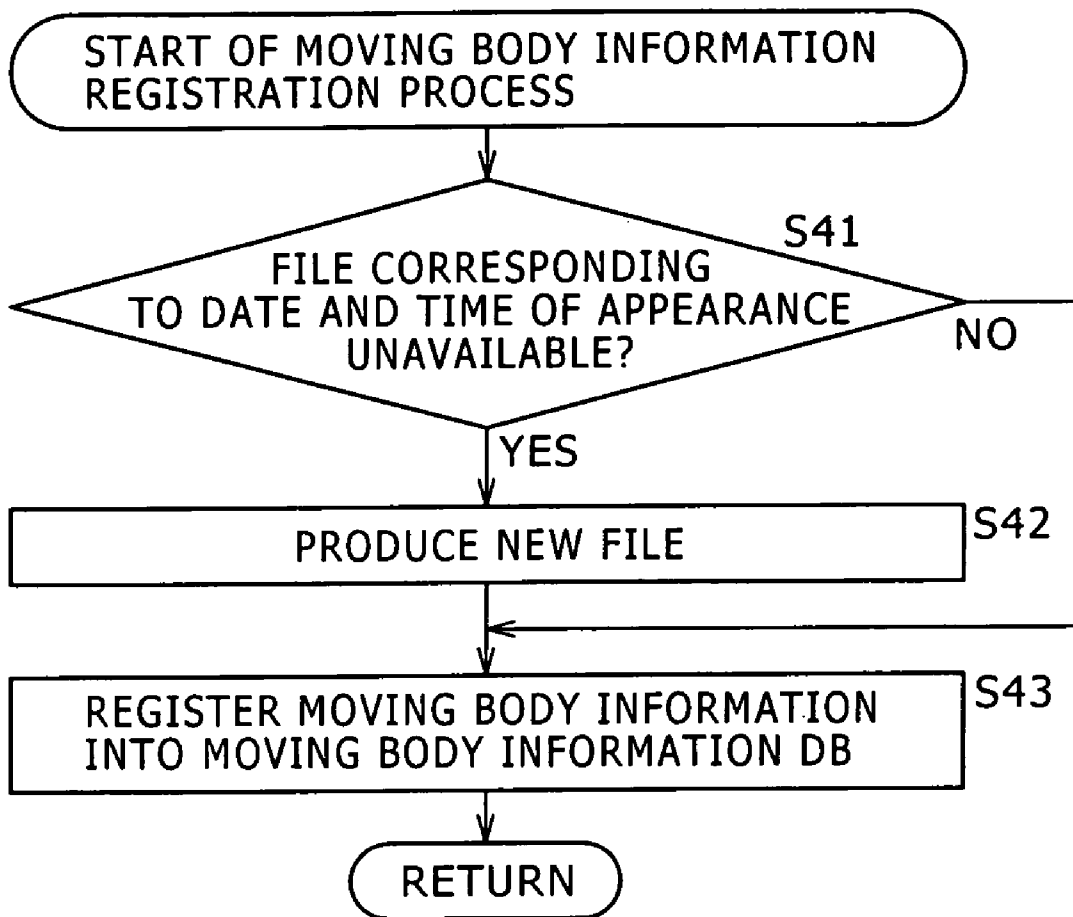 START OF MOVING BODY INFORMATION
REGISTRATION PROCESS
S41
FILE CORRESPONDING
TO DATE AND TIME OF APPEARANCE
UNAVAILABLE?
NO
YES
S42
PRODUCE NEW FILE
S43
REGISTER MOVING BODY INFORMATION
INTO MOVING BODY INFORMATION DB
RETURN